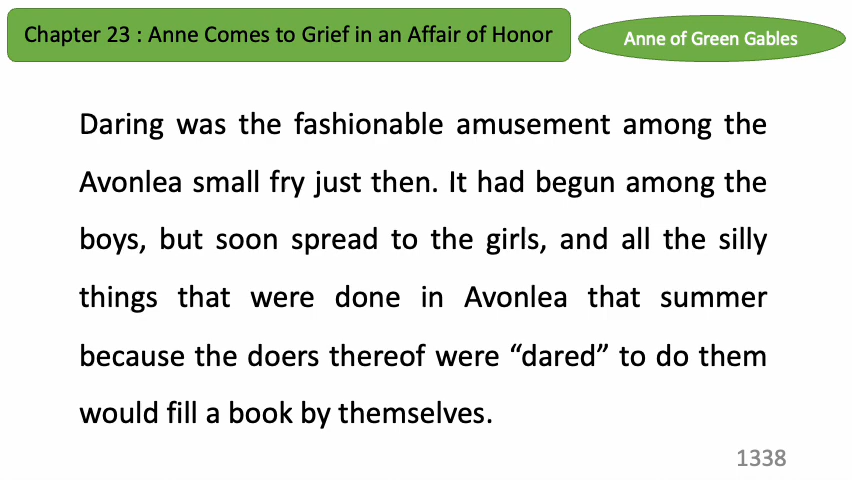 Chapter 23 : Anne Comes to Grief in an Affair of Honor
Anne of Green Gables
Daring was the fashionable amusement among the
Avonlea small fry just then. It had begun among the
boys, but soon spread to the girls, and all the silly
things that were done in Avonlea that summer
because the doers thereof were “dared” to do them
would fill a book by themselves.
1338